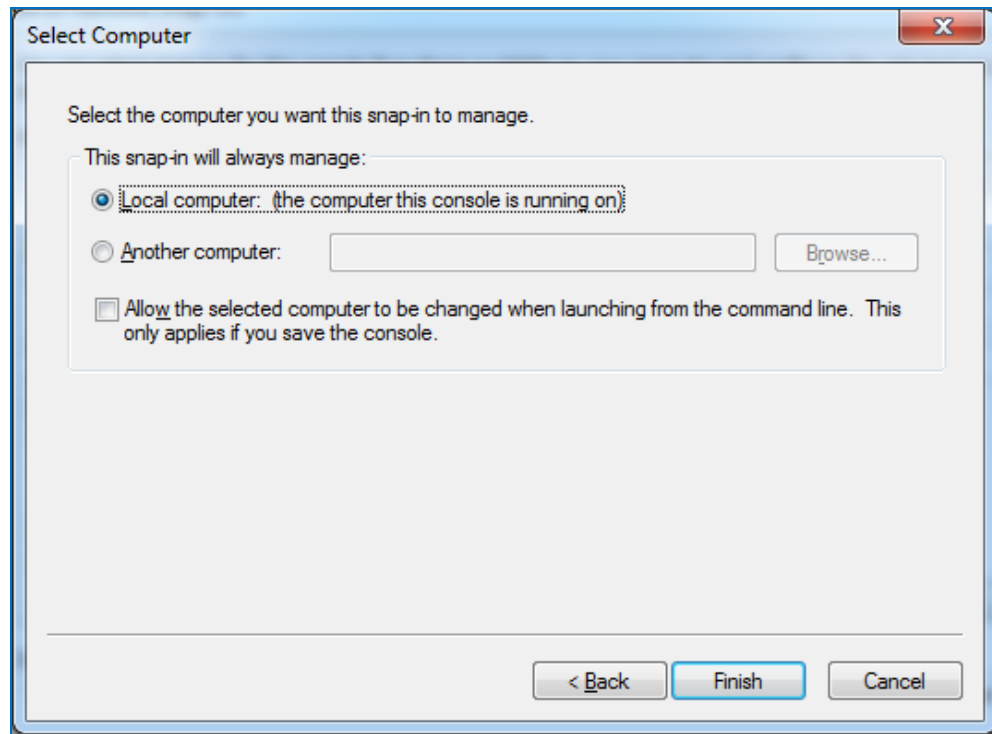 Select Computer
Select the computer you want this snap-in to manage.
This snap-in will always manage:
Local computer:  (the computer this console is running on)
Another computer:
Browse...
Allow the selected computer to be changed when launching from the command line.  This
only applies if you save the console.
< Back
Finish
Cancel